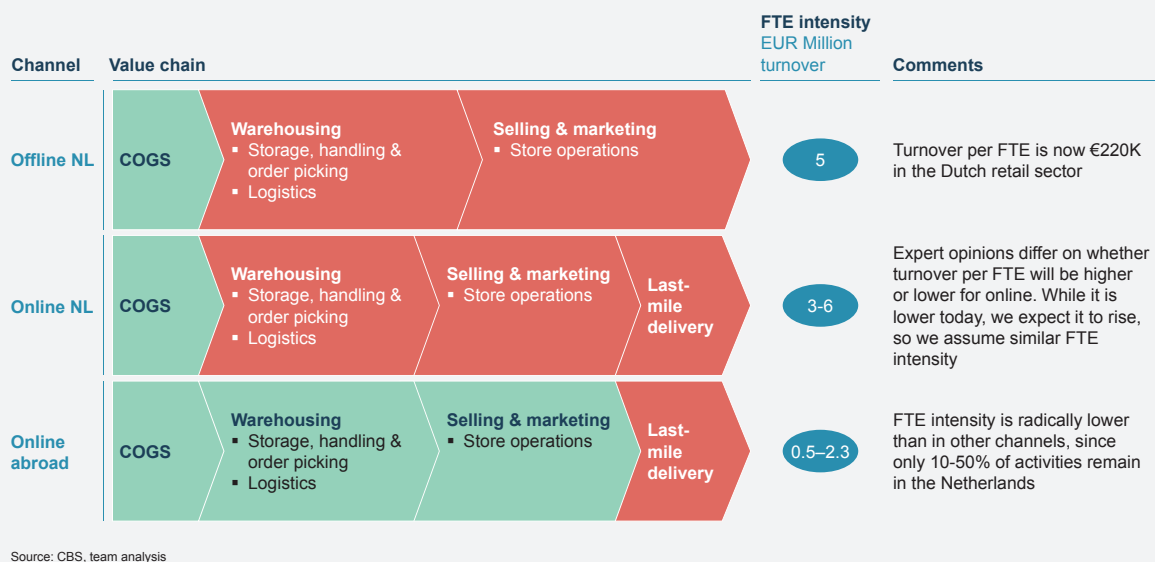 FTE intensity
EUR Million
turnover
Channel
Value chain
Comments
Offline NL
COGS
Warehousing
▪ Storage, handling &
order picking
▪ Logistics
Selling & marketing
▪ Store operations
5
Turnover per FTE is now €220K
in the Dutch retail sector
Online NL
COGS
Warehousing
▪ Storage, handling &
order picking
▪ Logistics
Selling & marketing
▪ Store operations
Last-
mile
delivery
3-6
Expert opinions differ on whether
turnover per FTE will be higher
or lower for online. While it is
lower today, we expect it to rise,
so we assume similar FTE
intensity
Online
abroad
COGS
Warehousing
▪ Storage, handling &
order picking
▪ Logistics
Selling & marketing
▪ Store operations
Last-
mile
delivery
0.5–2.3
FTE intensity is radically lower
than in other channels, since
only 10-50% of activities remain
in the Netherlands
Source: CBS, team analysis